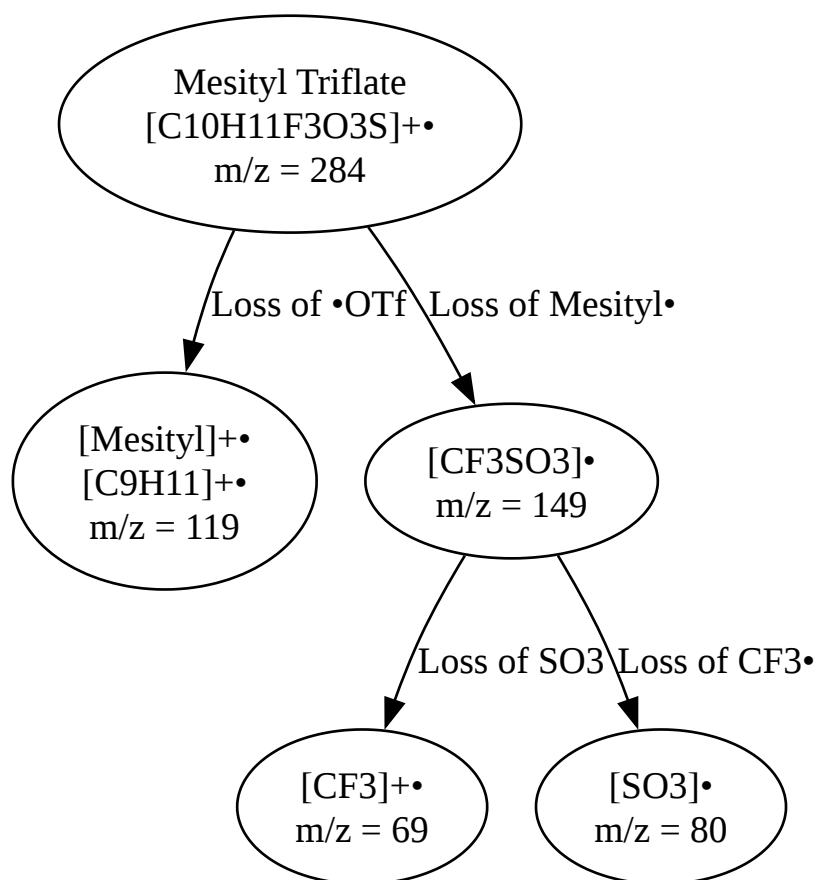 Mesityl Triflate
[C10H11F3O3S]+•
m/z = 284
Loss of •OTf
Loss of Mesityl•
[Mesityl]+•
[C9H11]+•
m/z = 119
[CF3SO3]•
m/z = 149
Loss of SO3
Loss of CF3•
[CF3]+•
m/z = 69
[SO3]•
m/z = 80